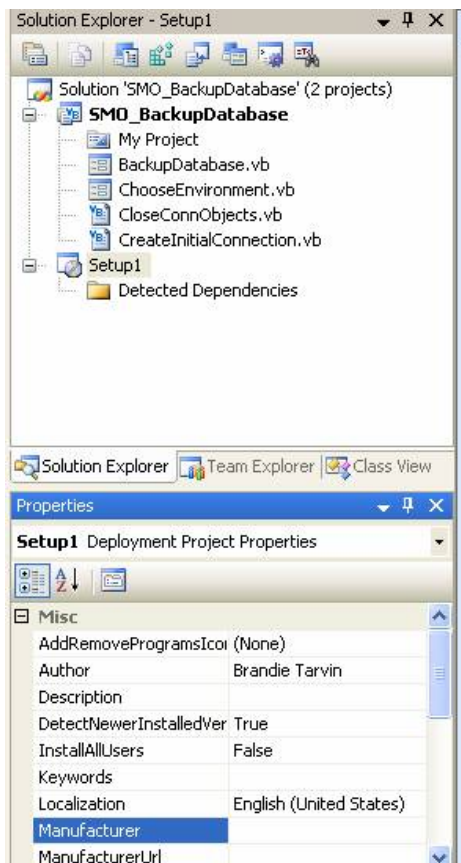 Solution Explorer - Setup1
Solution 'SMO_BackupDatabase' (2 projects)
SMO_BackupDatabase
My Project
BackupDatabase.vb
ChooseEnvironment.vb
CloseConnObjects.vb
CreateInitialConnection.vb
Setup1
Detected Dependencies
Solution Explorer Team Explorer Class View
Properties
Setup1 Deployment Project Properties
Misc
AddRemoveProgramsIcon (None)
Author Brandie Tarvin
Description
DetectNewerInstalledVer True
InstallAllUsers False
Keywords
Localization English (United States)
Manufacturer
ManufacturerUrl